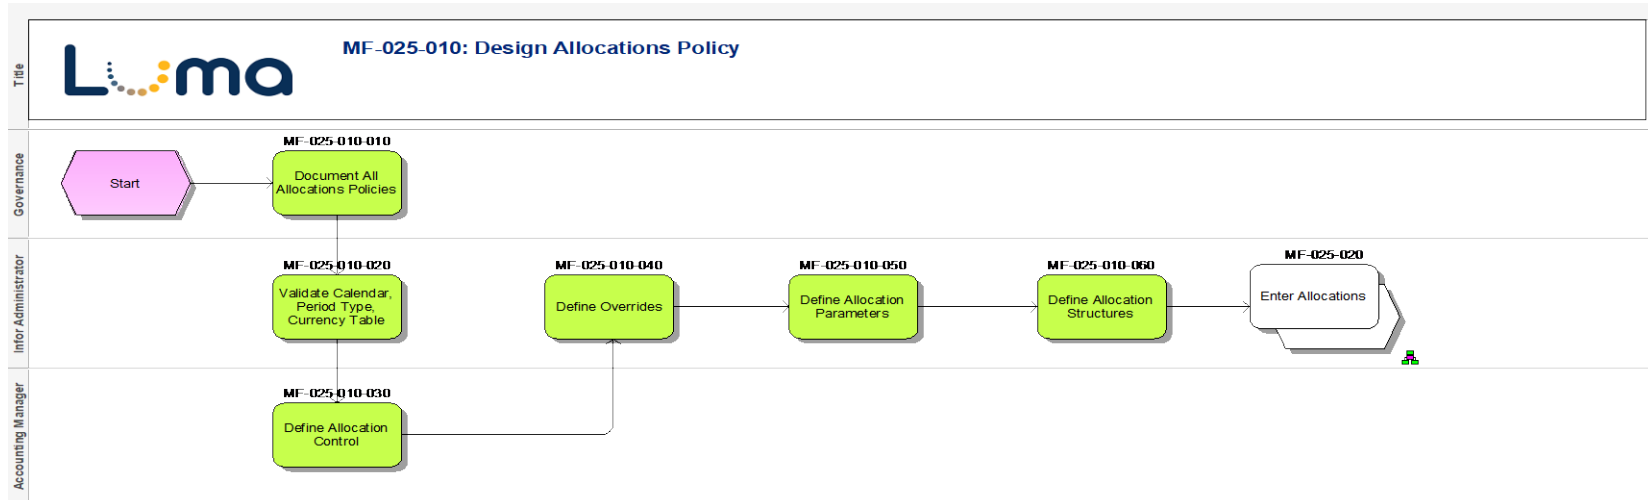 Title
Luma
MF-025-010: Design Allocations Policy
Governance
Start
MF-025-010-010
Document All
Allocations Policies
Infor Administrator
MF-025-010-020
Validate Calendar,
Period Type,
Currency Table
MF-025-010-040
Define Overrides
MF-025-010-050
Define Allocation
Parameters
MF-025-010-060
Define Allocation
Structures
MF-025-020
Enter Allocations
Accounting Manager
MF-025-010-030
Define Allocation
Control